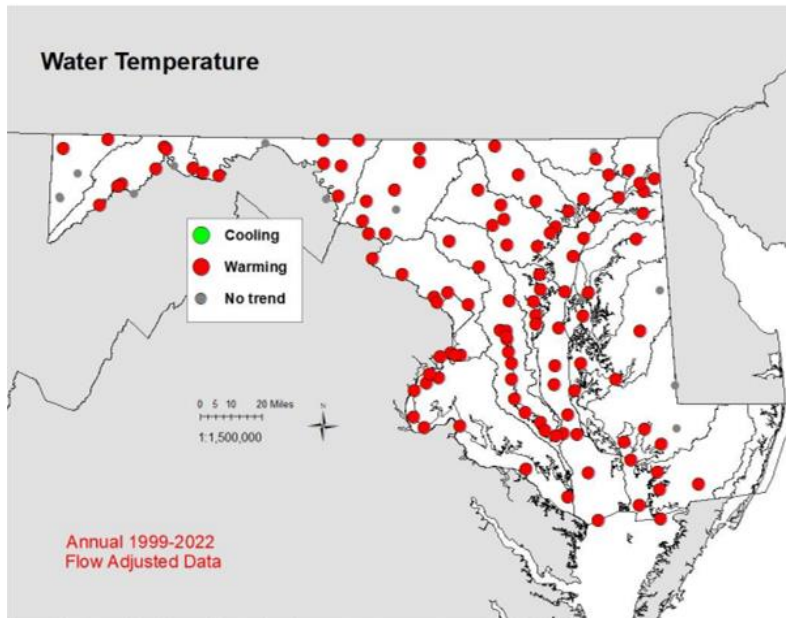 Water Temperature
Cooling
Warming
No trend
0 5 10 20 Miles
N
1:1,500,000
Annual 1999-2022
Flow Adjusted Data